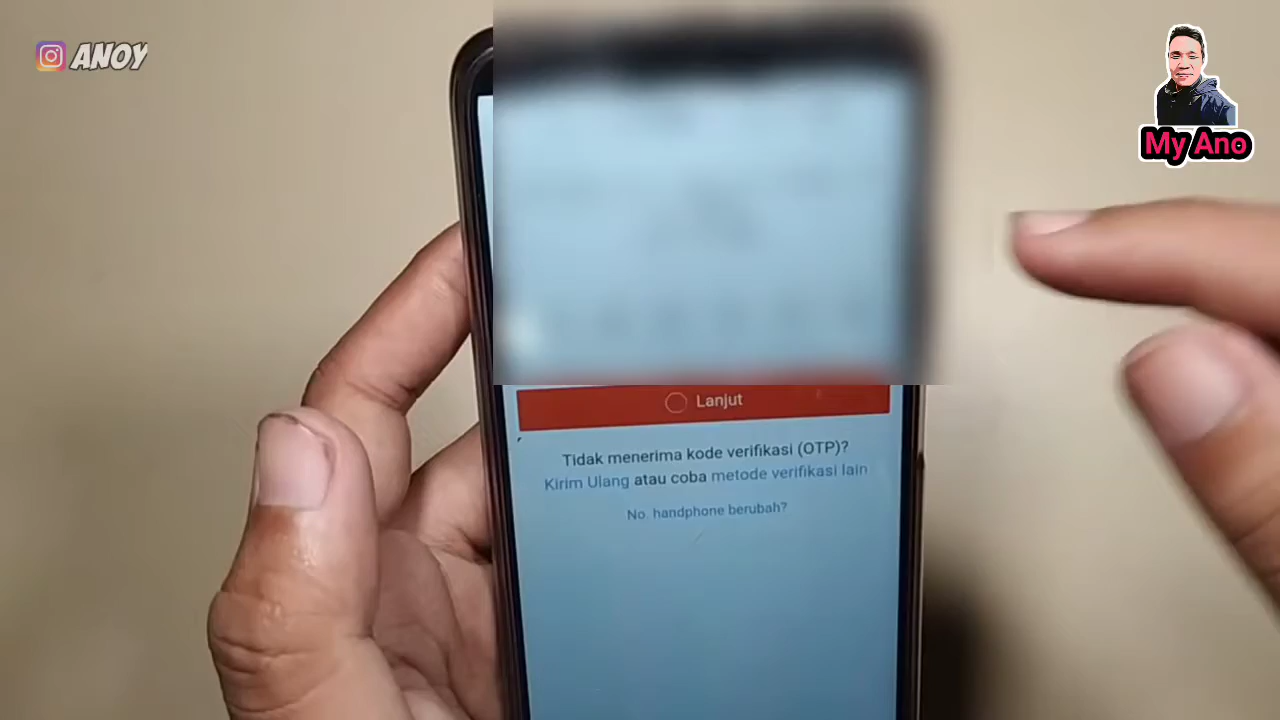 ANOY
My Ano
Lanjut
Tidak menerima kode verifikasi (OTP)?
Kirim Ulang atau coba metode verifikasi lain
No. handphone berubah?